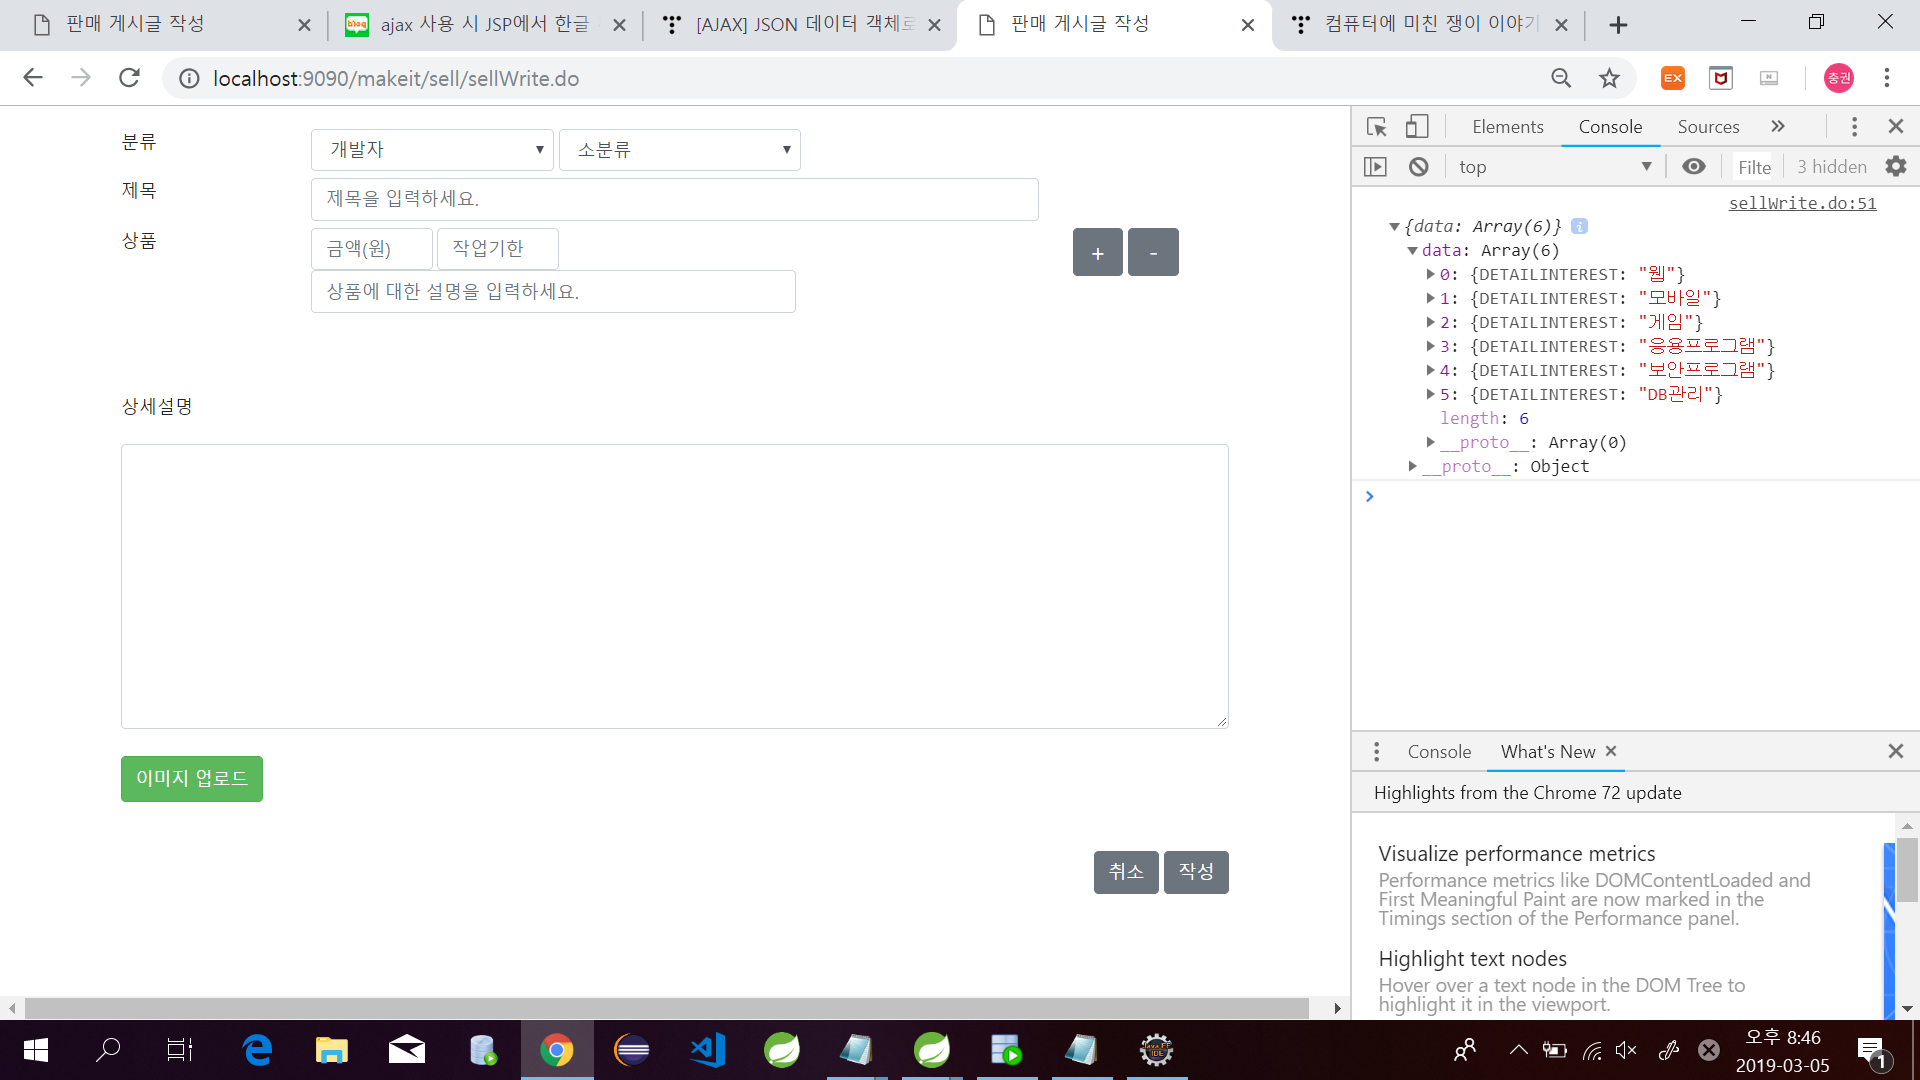 판매 게시글 작성
ajax 사용 시 JSP에서 한글
[AJAX] JSON 데이터 객체로
판매 게시글 작성
컴퓨터에 미친 쟁이 이야기
localhost:9090/makeit/sell/sellWrite.do
EX
충권
분류
개발자
소분류
제목
제목을 입력하세요.
상품
금액(원)
작업기한
+
-
상품에 대한 설명을 입력하세요.
상세설명
이미지 업로드
취소
작성
Elements
Console
Sources
top
Filte
3 hidden
sellWrite.do:51
{data: Array(6)}
data: Array(6)
0: {DETAILINTEREST: "웹"}
1: {DETAILINTEREST: "모바일"}
2: {DETAILINTEREST: "게임"}
3: {DETAILINTEREST: "응용프로그램"}
4: {DETAILINTEREST: "보안프로그램"}
5: {DETAILINTEREST: "DB관리"}
length: 6
__proto__: Array(0)
__proto__: Object
Console
What's New
Highlights from the Chrome 72 update
Visualize performance metrics
Performance metrics like DOMContentLoaded and
First Meaningful Paint are now marked in the
Timings section of the Performance panel.
Highlight text nodes
Hover over a text node in the DOM Tree to
highlight it in the viewport.
오후 8:46
2019-03-05
1